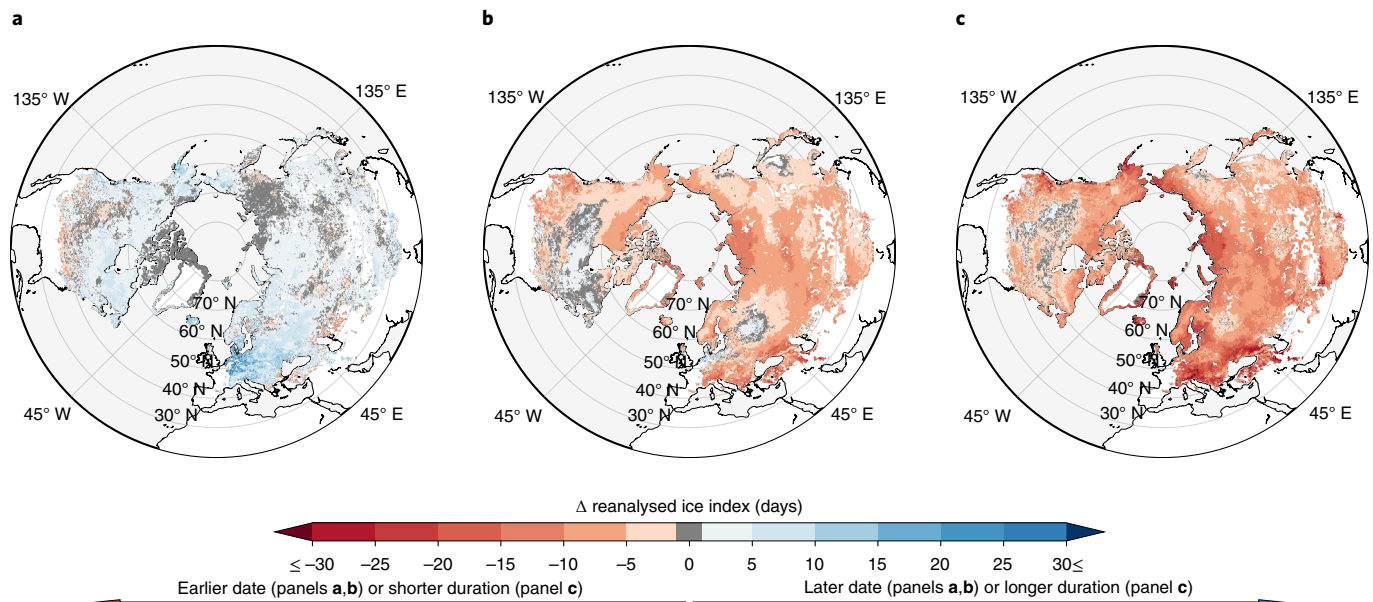 a
b
c
135° W
135° E
135° W
135° E
135° W
135° E
70° N
60° N
50° N
40° N
30° N
45° W
45° E
70° N
60° N
50° N
40° N
30° N
45° W
45° E
70° N
60° N
50° N
40° N
30° N
45° W
45° E
Δ reanalysed ice index (days)
≤ –30 –25 –20 –15 –10 –5 0 5 10 15 20 25 30≤
Earlier date (panels a,b) or shorter duration (panel c) Later date (panels a,b) or longer duration (panel c)